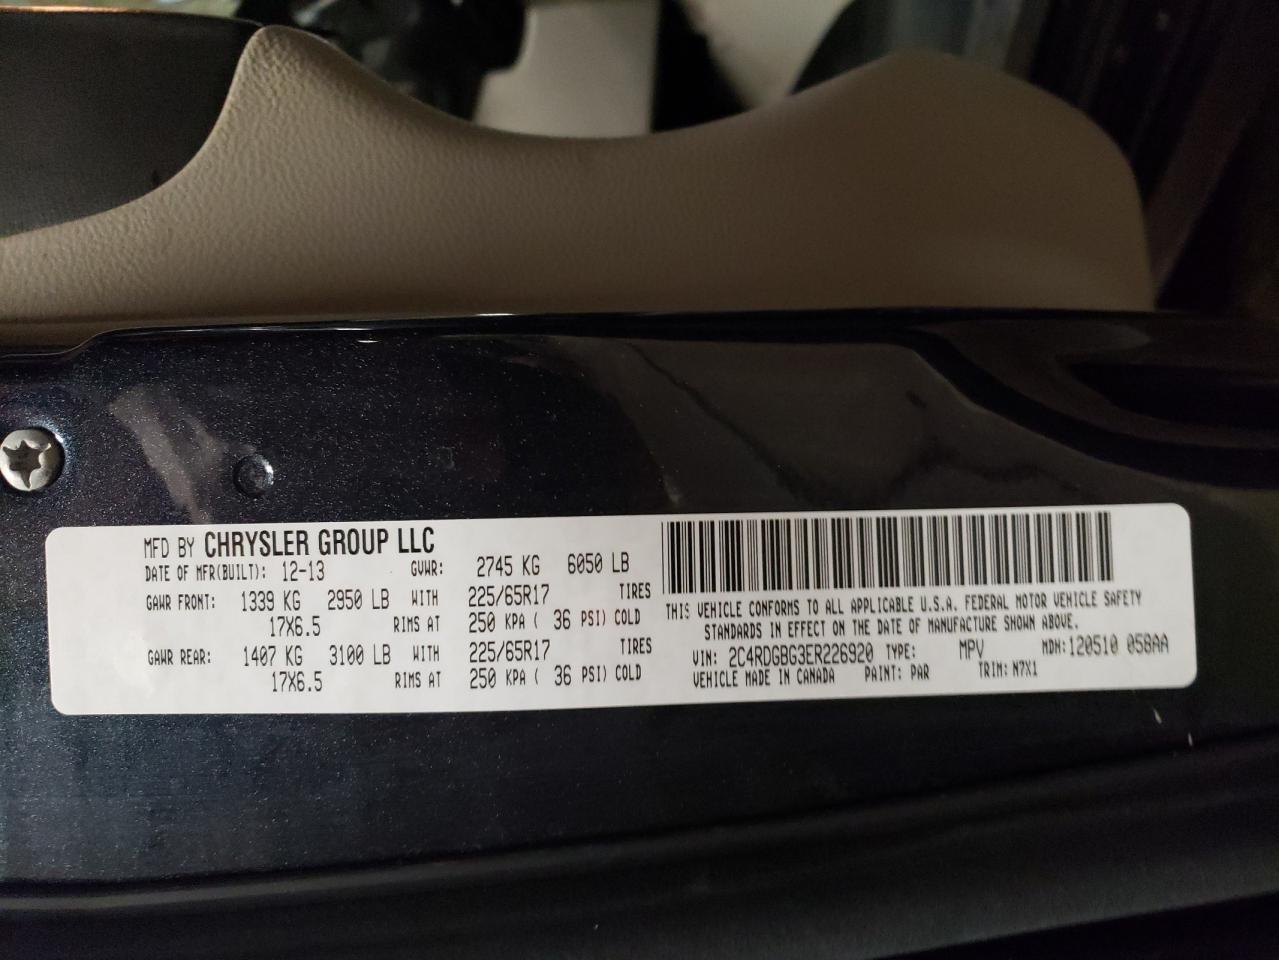 MFD BY CHRYSLER GROUP LLC
DATE OF MFR(BUILT): 12-13 GVWR: 2745 KG 6050 LB
GAWR FRONT: 1339 KG 2950 LB WITH 225/65R17 TIRES
17X6.5 RIMS AT 250 KPA ( 36 PSI) COLD
GAWR REAR: 1407 KG 3100 LB WITH 225/65R17 TIRES
17X6.5 RIMS AT 250 KPA ( 36 PSI) COLD
THIS VEHICLE CONFORMS TO ALL APPLICABLE U.S.A. FEDERAL MOTOR VEHICLE SAFETY
STANDARDS IN EFFECT ON THE DATE OF MANUFACTURE SHOWN ABOVE.
VIN: 2C4RDGBG3ER226920 TYPE: MPV MDH:120510 058AA
VEHICLE MADE IN CANADA PAINT: PAR TRIM: N7X1